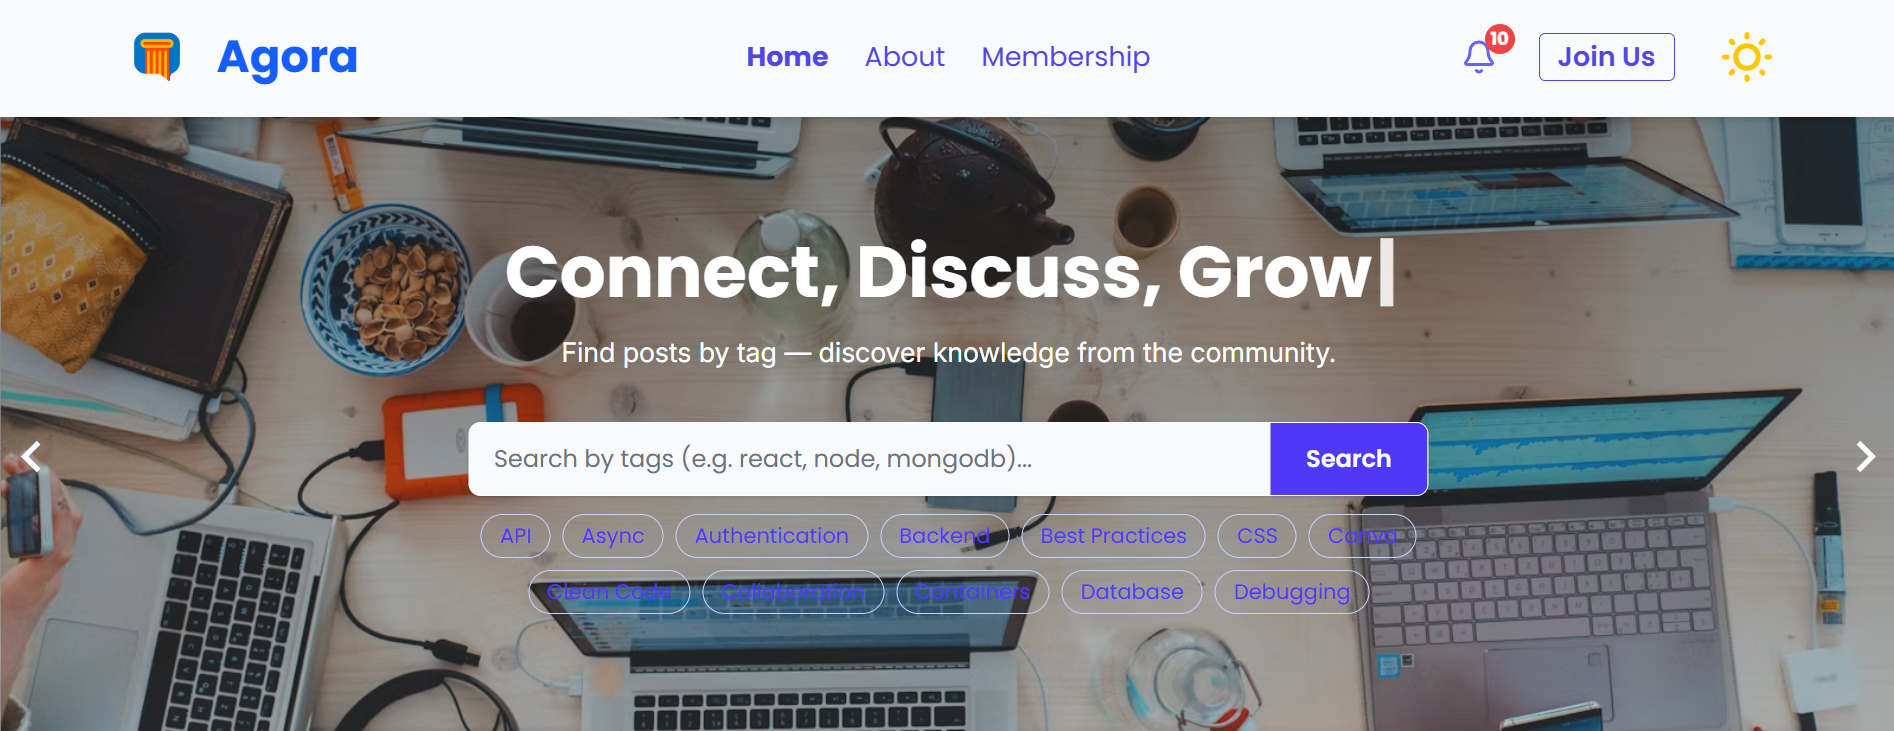 Agora
Home About Membership
10
Join Us
Connect, Discuss, Grow
Find posts by tag — discover knowledge from the community.
Search by tags (e.g. react, node, mongodb)...
Search
API Async Authentication Backend Best Practices CSS Canva
Clean Code Collaboration Containers Database Debugging